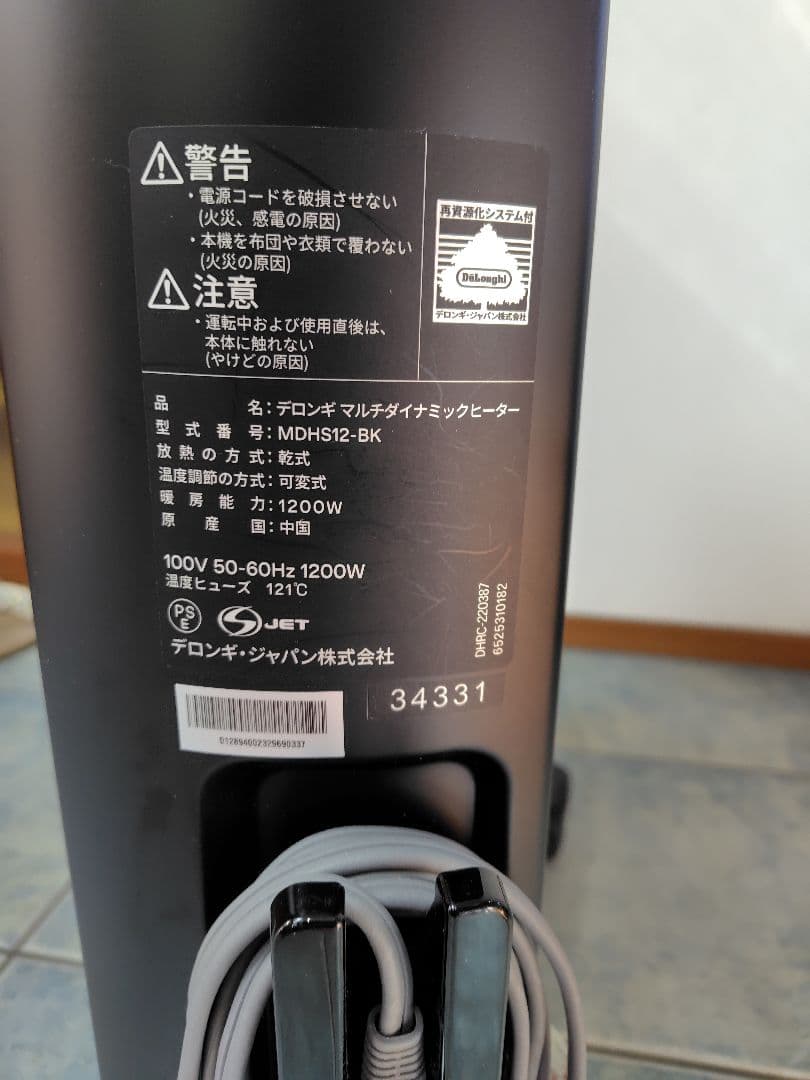 警告
・電源コードを破損させない
(火災、感電の原因)
・本機を布団や衣類で覆わない
(火災の原因)
注意
・運転中および使用直後は、
本体に触れない
(やけどの原因)
再資源化システム付
DeLonghi
デロンギ・ジャパン株式会社
品名：デロンギ マルチダイナミックヒーター
型式番号：MDHS12-BK
放熱の方式：乾式
温度調節の方式：可変式
暖房能力：1200W
原産国：中国
100V 50-60Hz 1200W
温度ヒューズ 121℃
PS
E
S JET
デロンギ・ジャパン株式会社
DHRC-220387
6525310182
34331
D12894002329690337